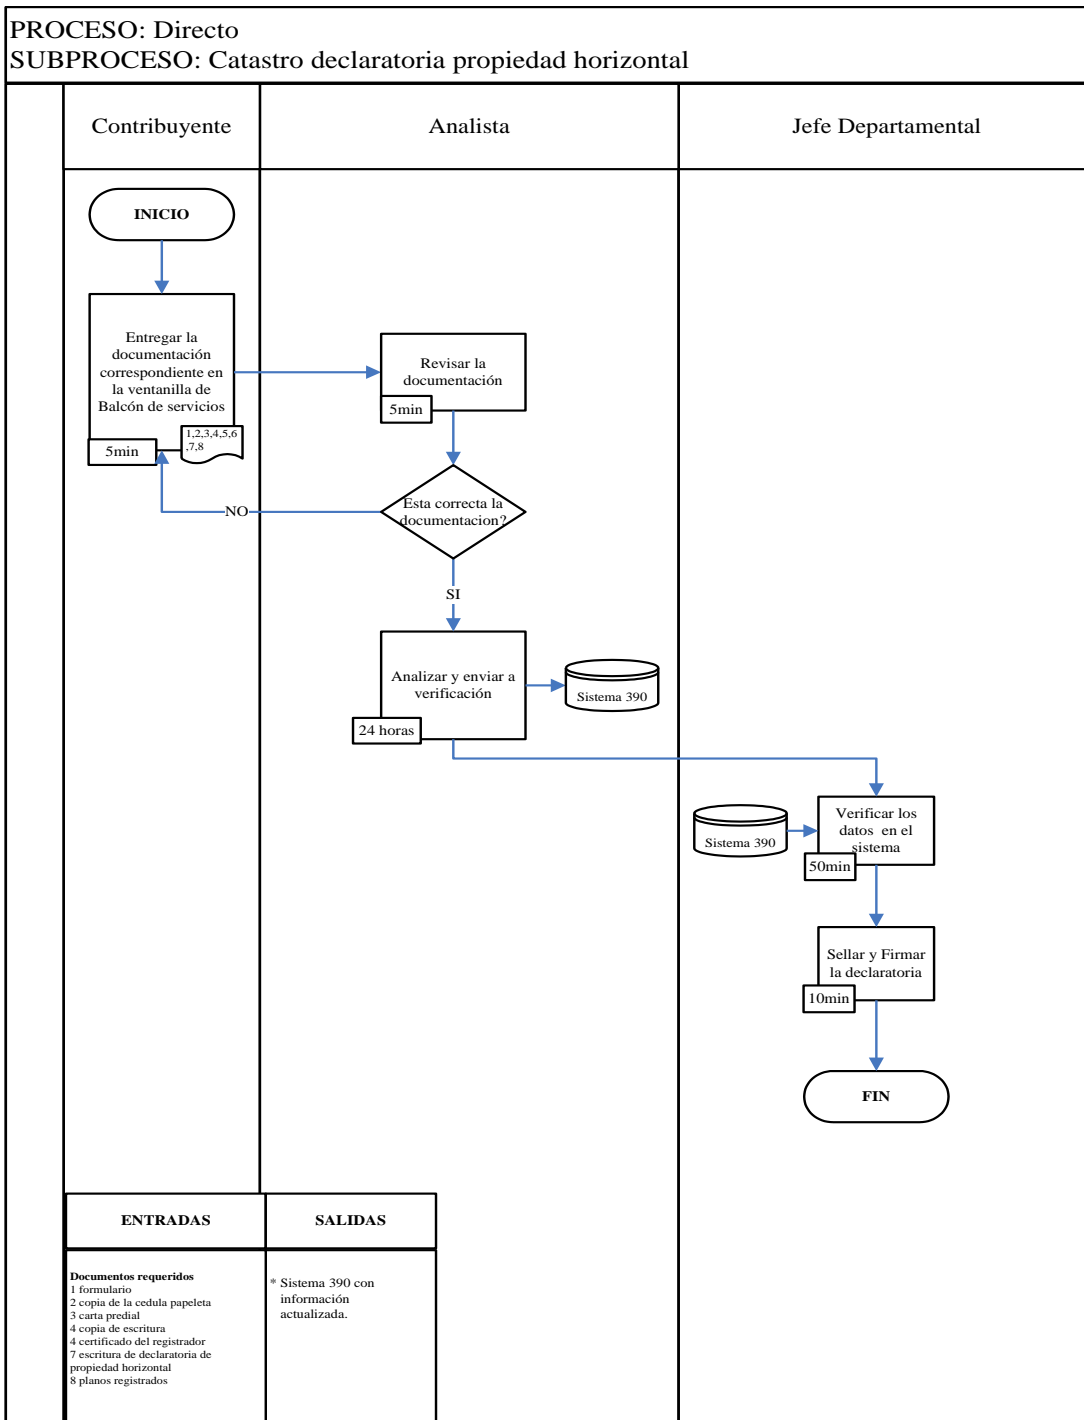 PROCESO: Directo
SUBPROCESO: Catastro declaratoria propiedad horizontal
Contribuyente
Analista
Jefe Departamental
INICIO
Entregar la
documentación
correspondiente en
la ventanilla de
Balcón de servicios
5min
1,2,3,4,5,6
,7,8
Revisar la
documentación
5min
Esta correcta la
documentacion?
NO
SI
Analizar y enviar a
verificación
24 horas
Sistema 390
Sistema 390
Verificar los
datos en el
sistema
50min
Sellar y Firmar
la declaratoria
10min
FIN
ENTRADAS
SALIDAS
Documentos requeridos
1 formulario
2 copia de la cedula papeleta
3 carta predial
4 copia de escritura
4 certificado del registrador
7 escritura de declaratoria de
propiedad horizontal
8 planos registrados
* Sistema 390 con
información
actualizada.